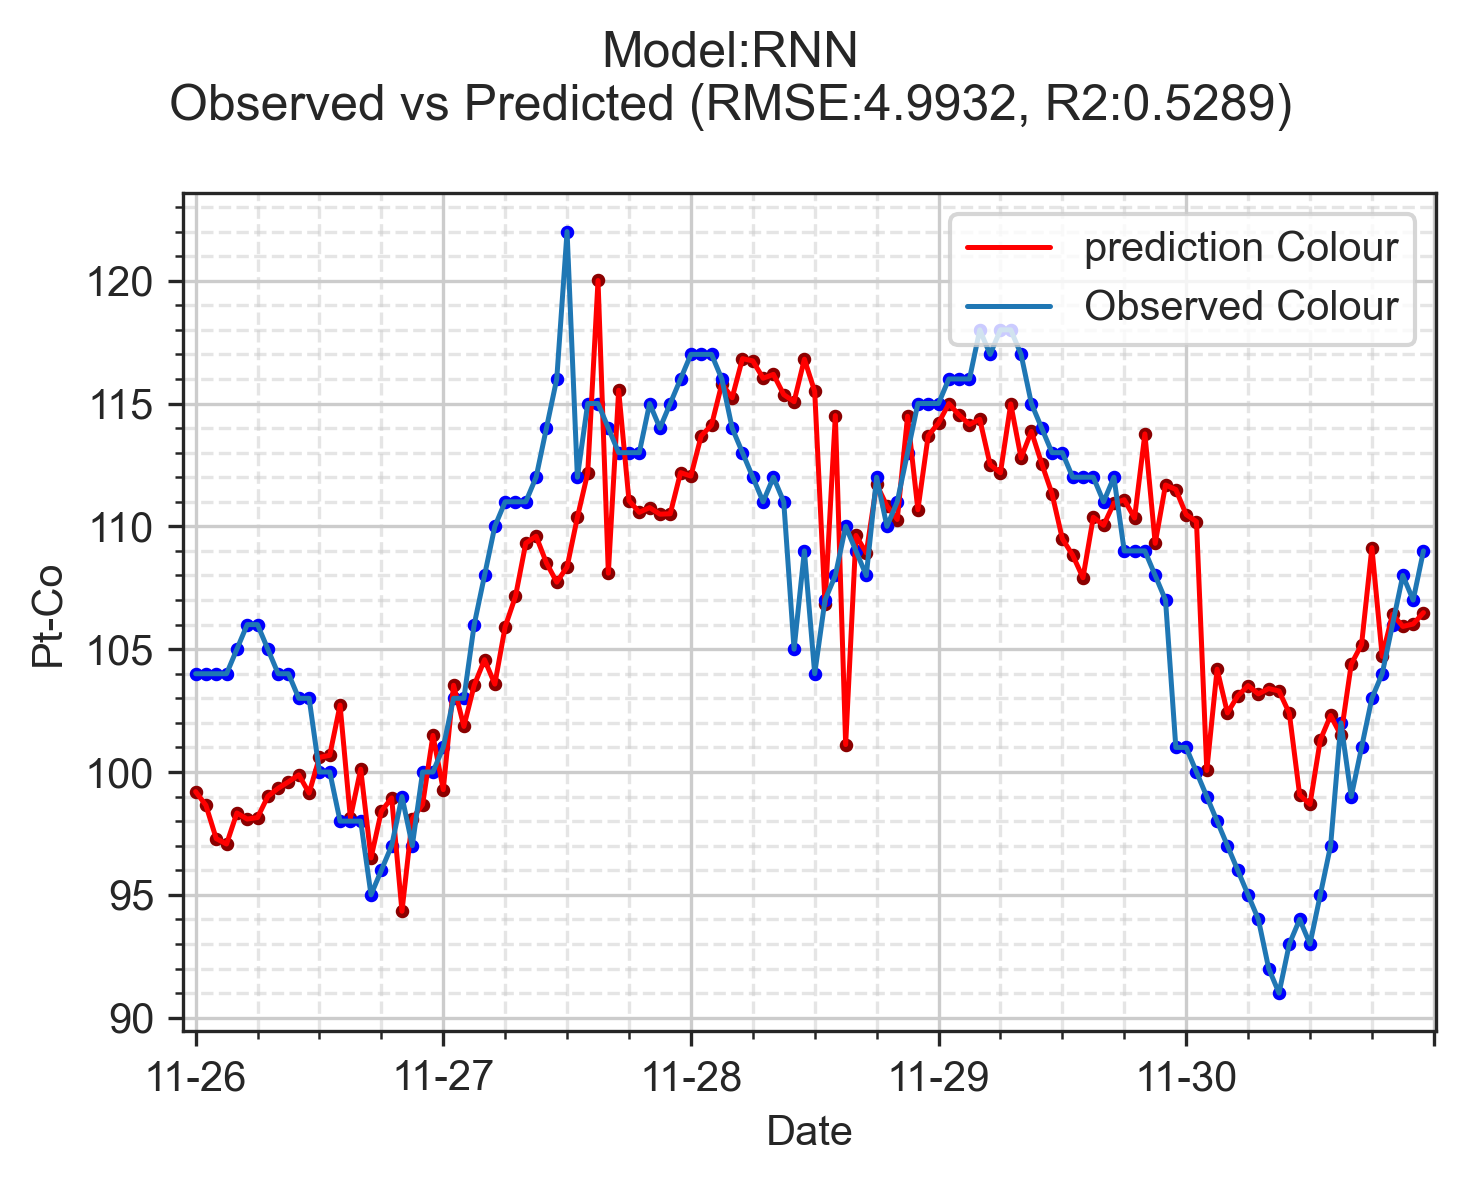 Model:RNN
Observed vs Predicted (RMSE:4.9932, R2:0.5289)
prediction Colour
Observed Colour
120
115
110
105
100
95
90
Pt-Co
11-26
11-27
11-28
11-29
11-30
Date